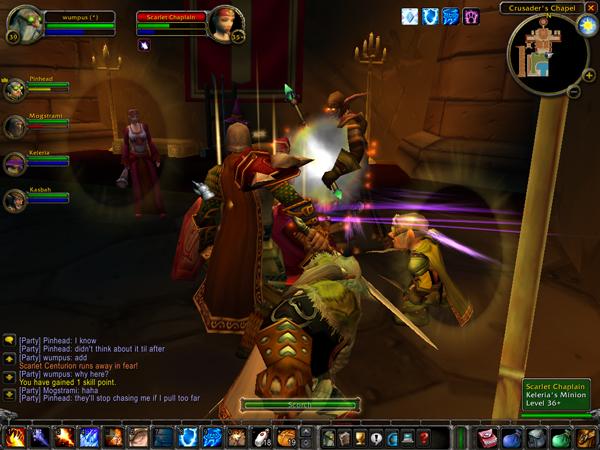 wumpus (*)
39
Scarlet Chaplain
Crusader's Chapel
N
Pinhead
Mogstrami
Keleria
Kasbah
[Party] Pinhead: I know
[Party] Pinhead: didn't think about it til after
[Party] wumpus: add
Scarlet Centurion runs away in fear!
[Party] wumpus: why here?
You have gained 1 skill point.
[Party] Mogstrami: haha
[Party] Pinhead: they'll stop chasing me if I pull too far
Scorch
Scarlet Chaplain
Keleria's Minion
Level 36+
18
19